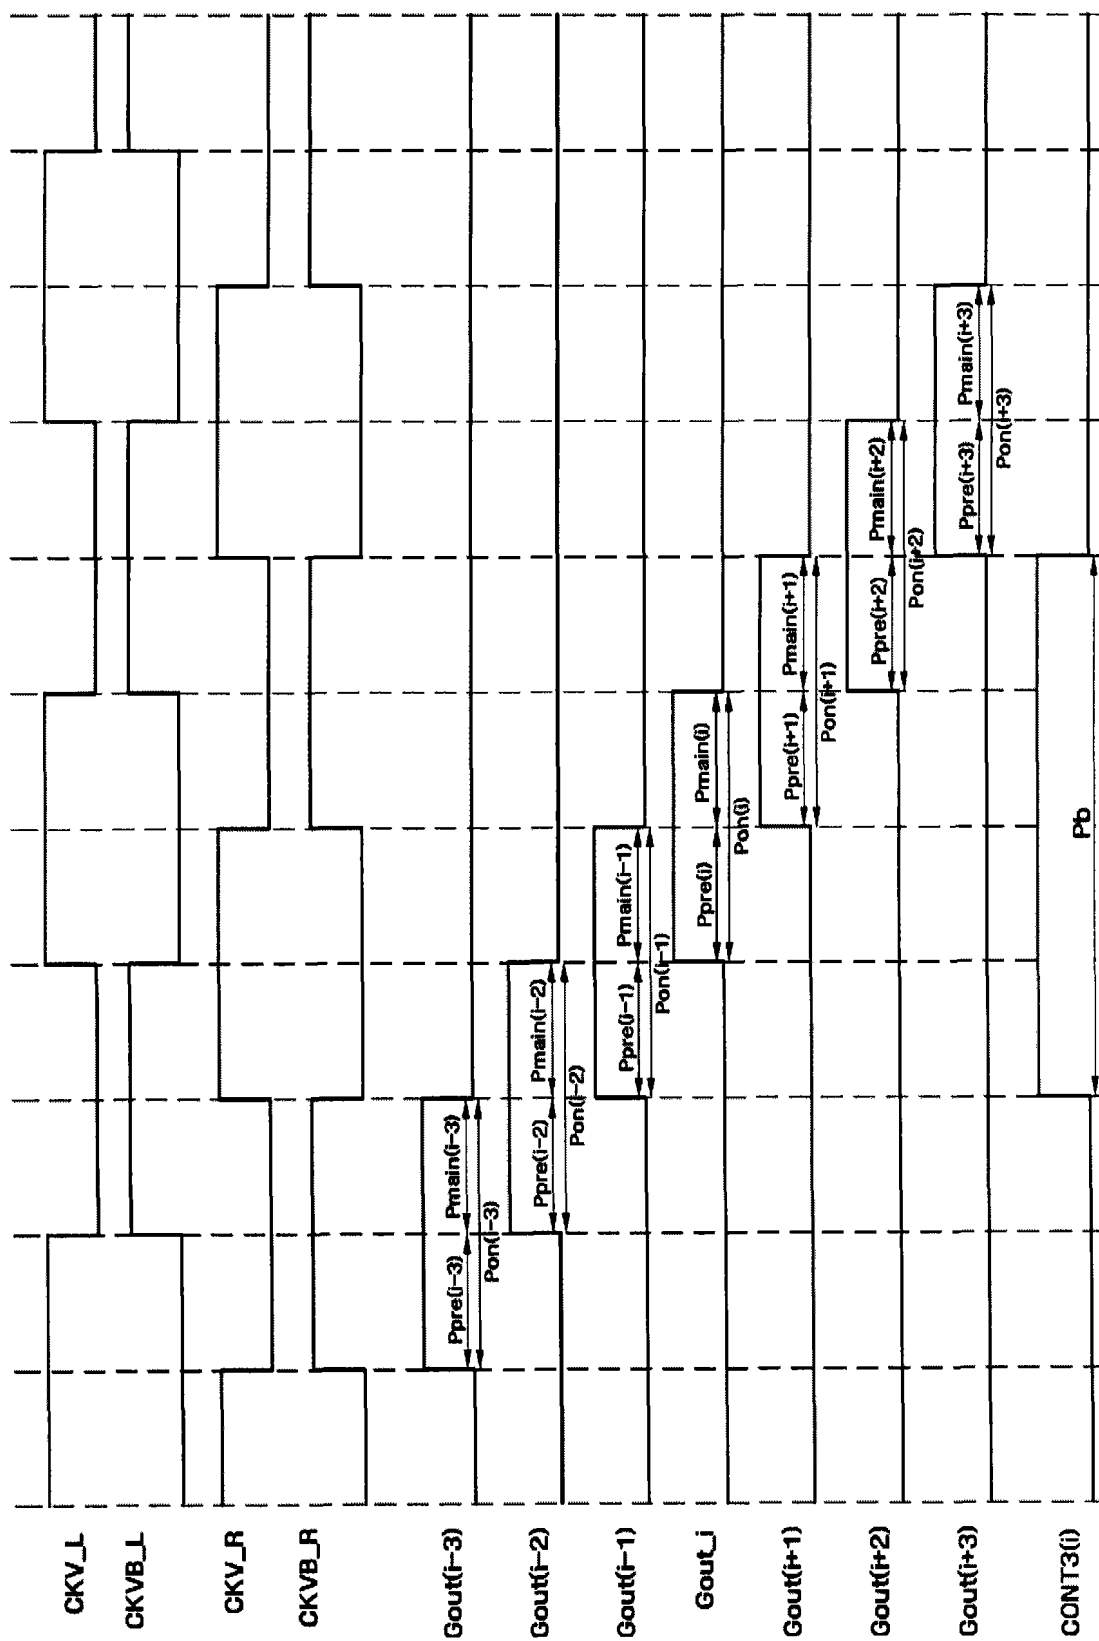 CKV_L
CKVB_L
CKV_R
CKVB_R
Gout(i-3)
Ppre(i-3) Pmain(i-3)
Pon(i-3)
Gout(i-2)
Ppre(i-2) Pmain(i-2)
Pon(i-2)
Gout(i-1)
Ppre(i-1) Pmain(i-1)
Pon(i-1)
Gout_i
Ppre(i) Pmain(i)
Pon(i)
Gout(i+1)
Ppre(i+1) Pmain(i+1)
Pon(i+1)
Gout(i+2)
Ppre(i+2) Pmain(i+2)
Pon(i+2)
Gout(i+3)
Ppre(i+3) Pmain(i+3)
Pon(i+3)
CONT3(i)
Pb